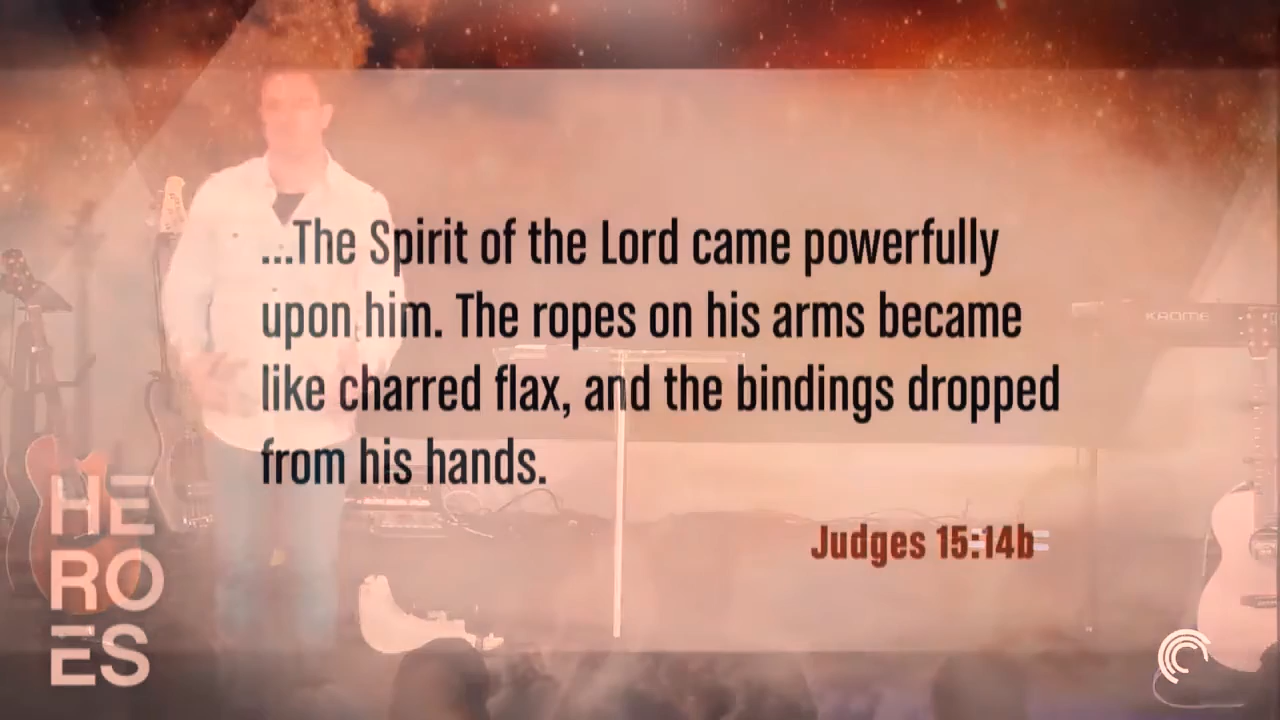 ...The Spirit of the Lord came powerfully
upon him. The ropes on his arms became
like charred flax, and the bindings dropped
from his hands.
Judges 15:14b
KROME
HE
RO
ES